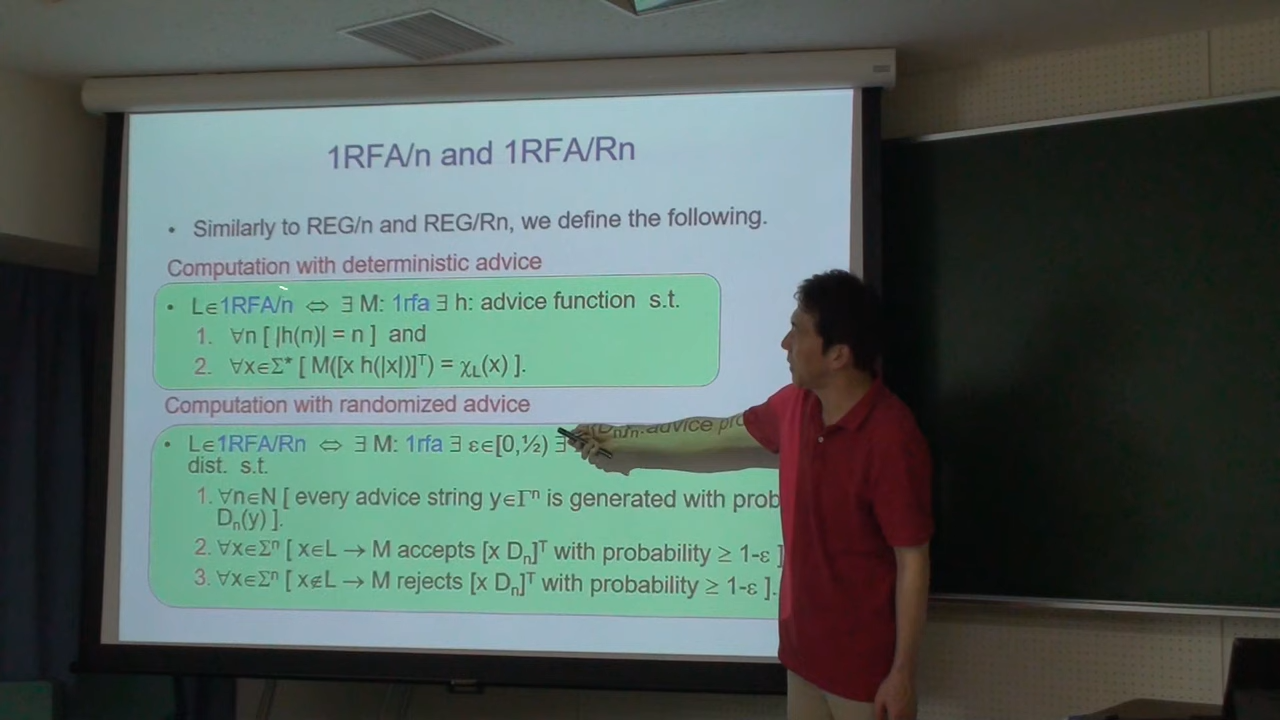 1RFA/n and 1RFA/Rn
• Similarly to REG/n and REG/Rn, we define the following.
Computation with deterministic advice
• L∈1RFA/n ⇔ ∃ M: 1rfa ∃ h: advice function s.t.
1. ∀n [ |h(n)| = n ] and
2. ∀x∈Σ* [ M([x h(|x|)]ᵀ) = χL(x) ].
Computation with randomized advice
• L∈1RFA/Rn ⇔ ∃ M: 1rfa ∃ ε∈[0,½) ∃ advice
dist. s.t.
1. ∀n∈N [ every advice string y∈Γⁿ is generated with prob
Dn(y) ].
2. ∀x∈Σⁿ [ x∈L → M accepts [x Dn]ᵀ with probability ≥ 1-ε ]
3. ∀x∈Σⁿ [ x∉L → M rejects [x Dn]ᵀ with probability ≥ 1-ε ].